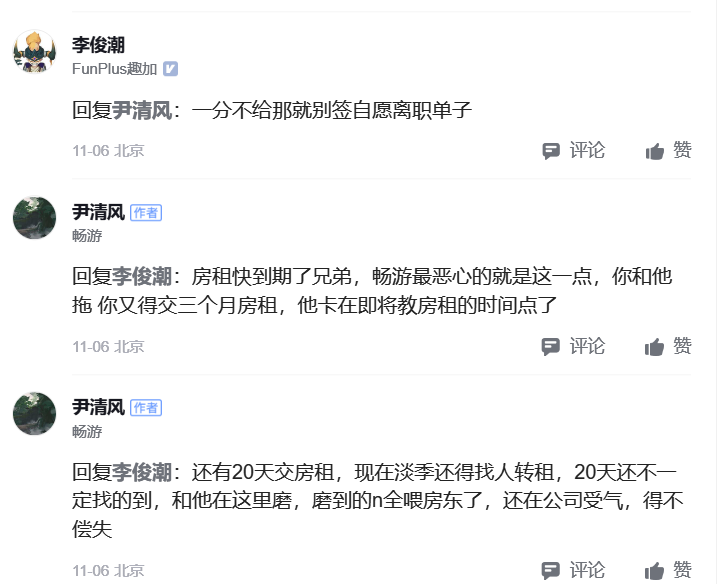 李俊潮
FunPlus趣加
回复尹清风：一分不给那就别签自愿离职单子
11-06 北京
评论
赞
尹清风 作者
畅游
回复李俊潮：房租快到期了兄弟，畅游最恶心的就是这一点，你和他
拖 你又得交三个月房租，他卡在即将教房租的时间点了
11-06 北京
评论
赞
尹清风 作者
畅游
回复李俊潮：还有20天交房租，现在淡季还得找人转租，20天还不一
定找的到，和他在这里磨，磨到的n全喂房东了，还在公司受气，得不
偿失
11-06 北京
评论
赞